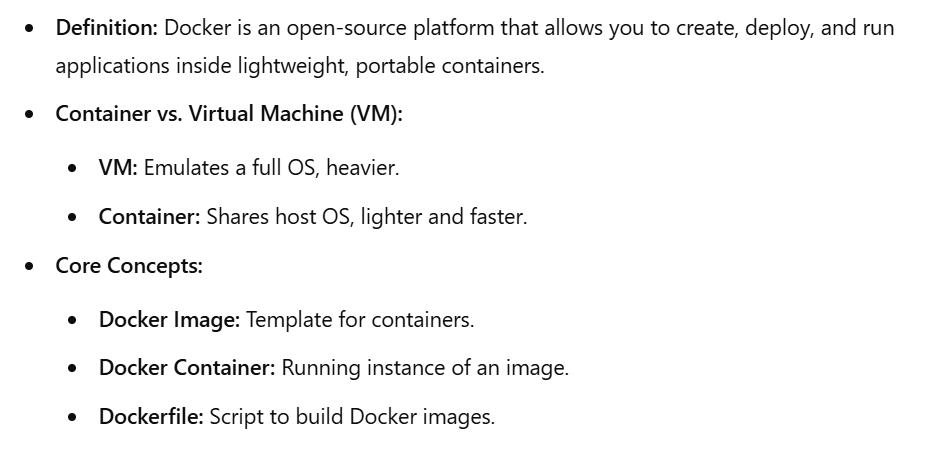 • Definition: Docker is an open-source platform that allows you to create, deploy, and run
applications inside lightweight, portable containers.
• Container vs. Virtual Machine (VM):
• VM: Emulates a full OS, heavier.
• Container: Shares host OS, lighter and faster.
• Core Concepts:
• Docker Image: Template for containers.
• Docker Container: Running instance of an image.
• Dockerfile: Script to build Docker images.